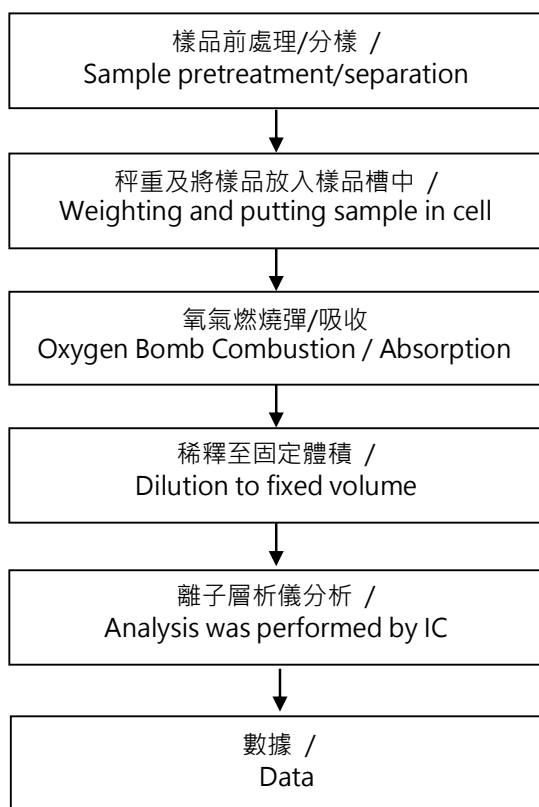 樣品前處理/分樣 /
Sample pretreatment/separation
秤重及將樣品放入樣品槽中 /
Weighting and putting sample in cell
氧氣燃燒彈/吸收
Oxygen Bomb Combustion / Absorption
稀釋至固定體積 /
Dilution to fixed volume
離子層析儀分析 /
Analysis was performed by IC
數據 /
Data